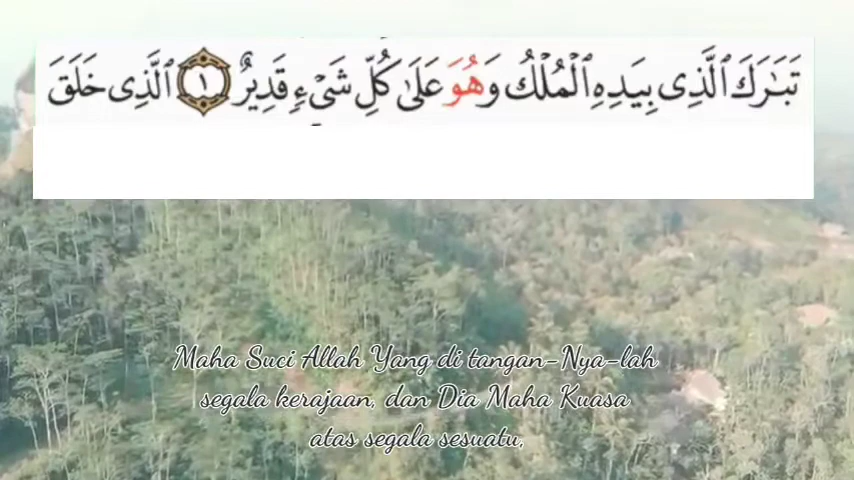 تَبَٰرَكَ ٱلَّذِى بِيَدِهِ ٱلْمُلْكُ وَهُوَ عَلَىٰ كُلِّ شَىْءٍ قَدِيرٌ ١ ٱلَّذِى خَلَقَ
Maha Suci Allah Yang di tangan-Nya-lah
segala kerajaan, dan Dia Maha Kuasa
atas segala sesuatu,